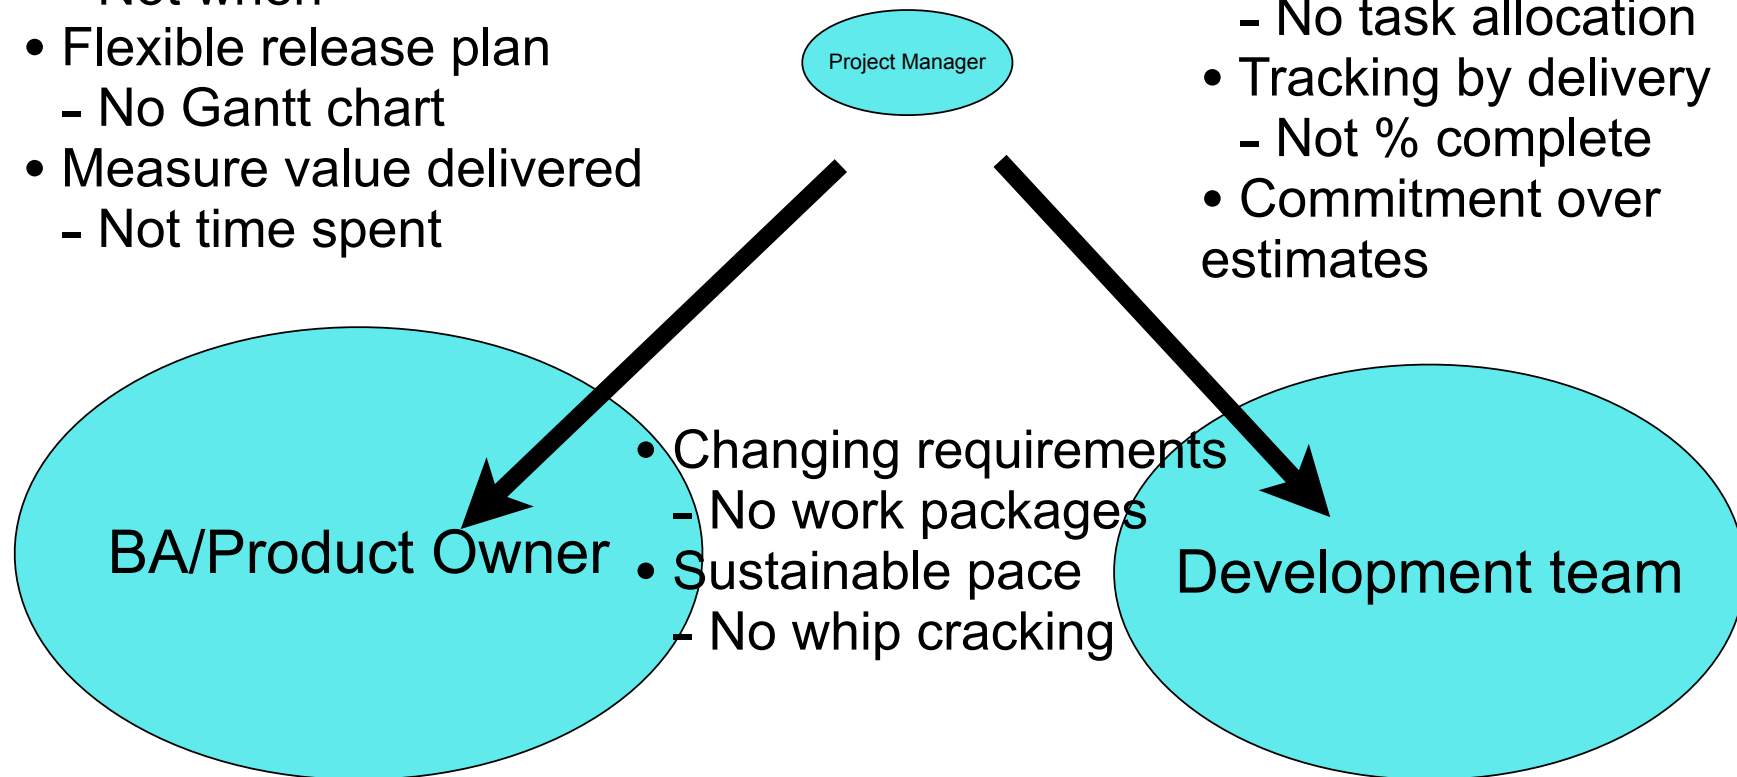 - Not when
• Flexible release plan
- No Gantt chart
• Measure value delivered
- Not time spent
Project Manager
- No task allocation
• Tracking by delivery
- Not % complete
• Commitment over
estimates
BA/Product Owner
• Changing requirements
- No work packages
• Sustainable pace
- No whip cracking
Development team